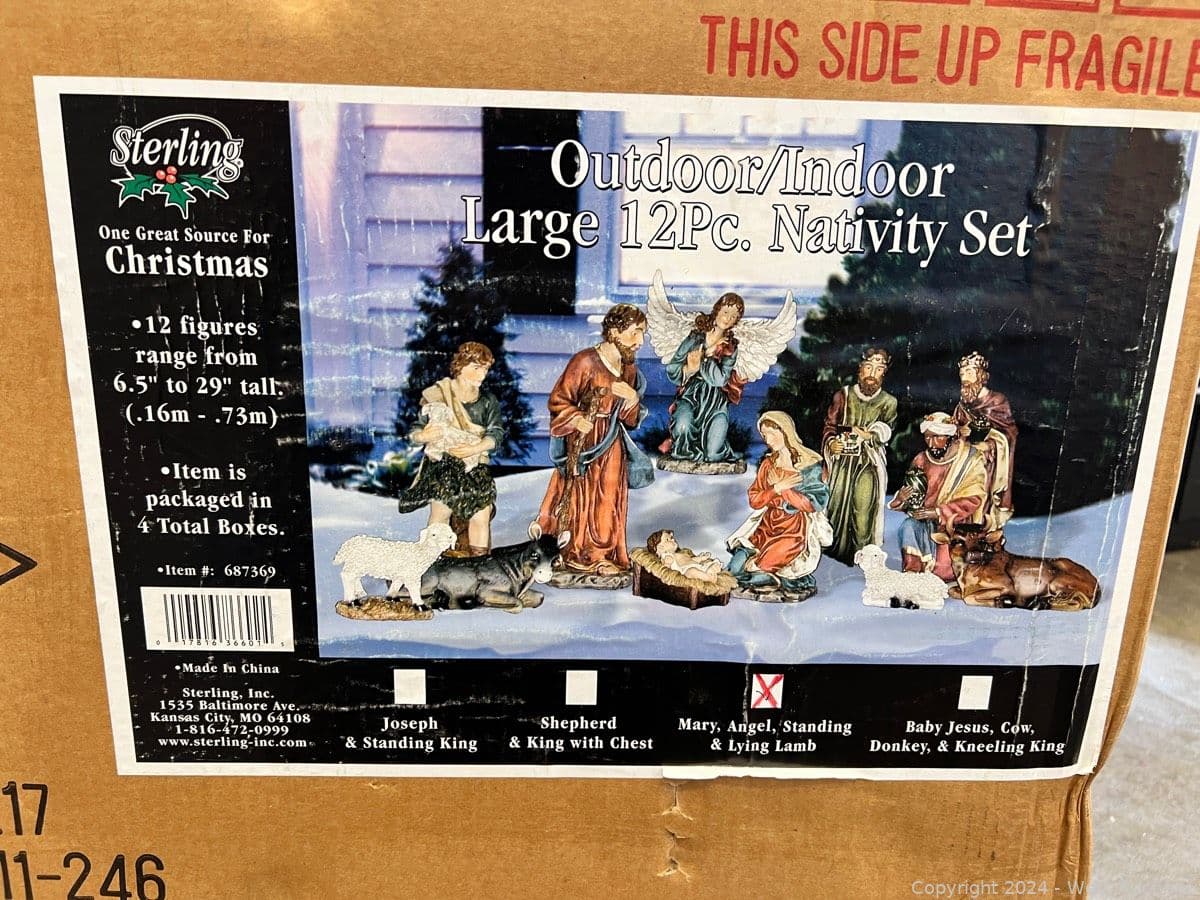 THIS SIDE UP FRAGILE
Sterling
One Great Source For
Christmas
•12 figures
range from
6.5" to 29" tall.
(.16m - .73m)
•Item is
packaged in
4 Total Boxes.
•Item #: 687369
0 17816 36601 5
•Made In China
Sterling, Inc.
1535 Baltimore Ave.
Kansas City, MO 64108
1-816-472-0999
www.sterling-inc.com
Outdoor/Indoor
Large 12Pc. Nativity Set
Joseph
& Standing King
Shepherd
& King with Chest
Mary, Angel, Standing
& Lying Lamb
Baby Jesus, Cow,
Donkey, & Kneeling King
.17
11-246
Copyright 2024 -